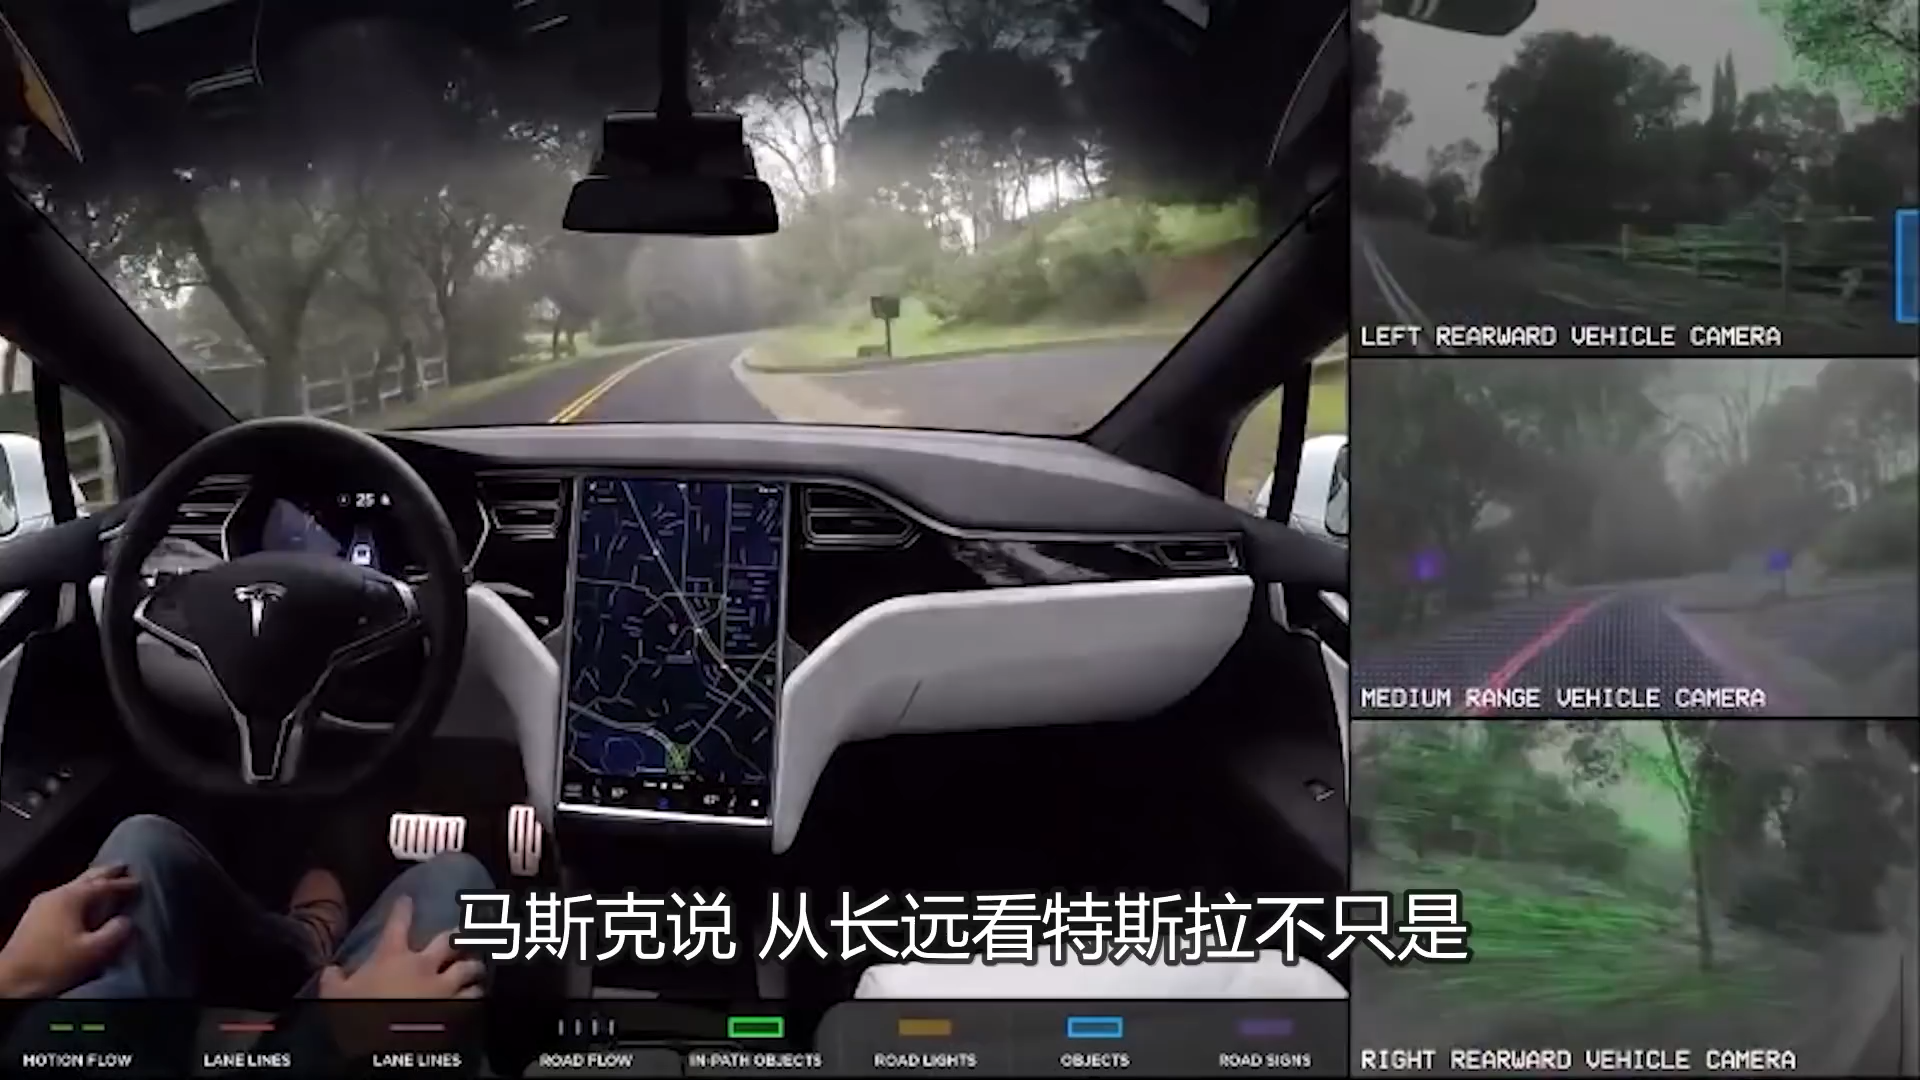 LEFT REARWARD VEHICLE CAMERA
25
MEDIUM RANGE VEHICLE CAMERA
马斯克说 从长远看特斯拉不只是
MOTION FLOW
LANE LINES
LANE LINES
ROAD FLOW
IN-PATH OBJECTS
ROAD LIGHTS
OBJECTS
ROAD SIGNS
RIGHT REARWARD VEHICLE CAMERA